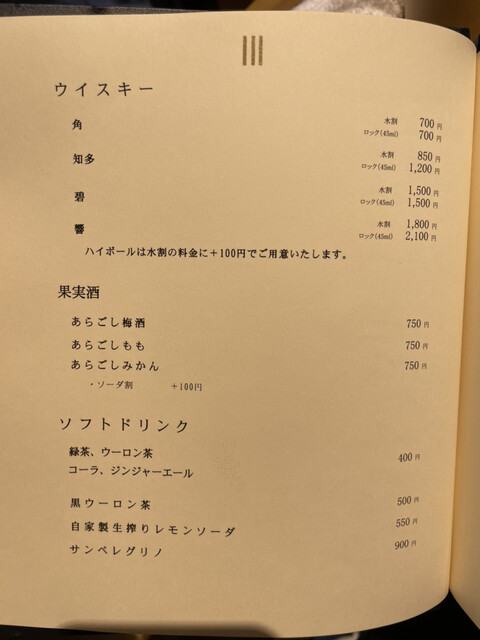 ウイスキー
角 水割 700円
ロック(45ml) 700円
知多 水割 850円
ロック(45ml) 1,200円
碧 水割 1,500円
ロック(45ml) 1,500円
響 水割 1,800円
ロック(45ml) 2,100円
ハイボールは水割の料金に+100円でご用意いたします。
果実酒
あらごし梅酒 750円
あらごしもも 750円
あらごしみかん 750円
・ソーダ割 +100円
ソフトドリンク
緑茶、ウーロン茶
コーラ、ジンジャーエール 400円
黒ウーロン茶 500円
自家製生搾りレモンソーダ 550円
サンペレグリノ 900円